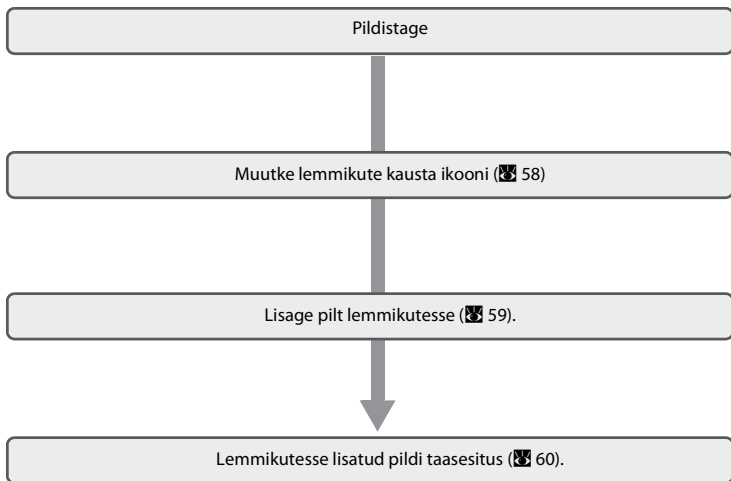 Pildistage
Muutke lemmikute kausta ikooni (58)
Lisage pilt lemmikutesse (59).
Lemmikutesse lisatud pildi taasesitus (60).